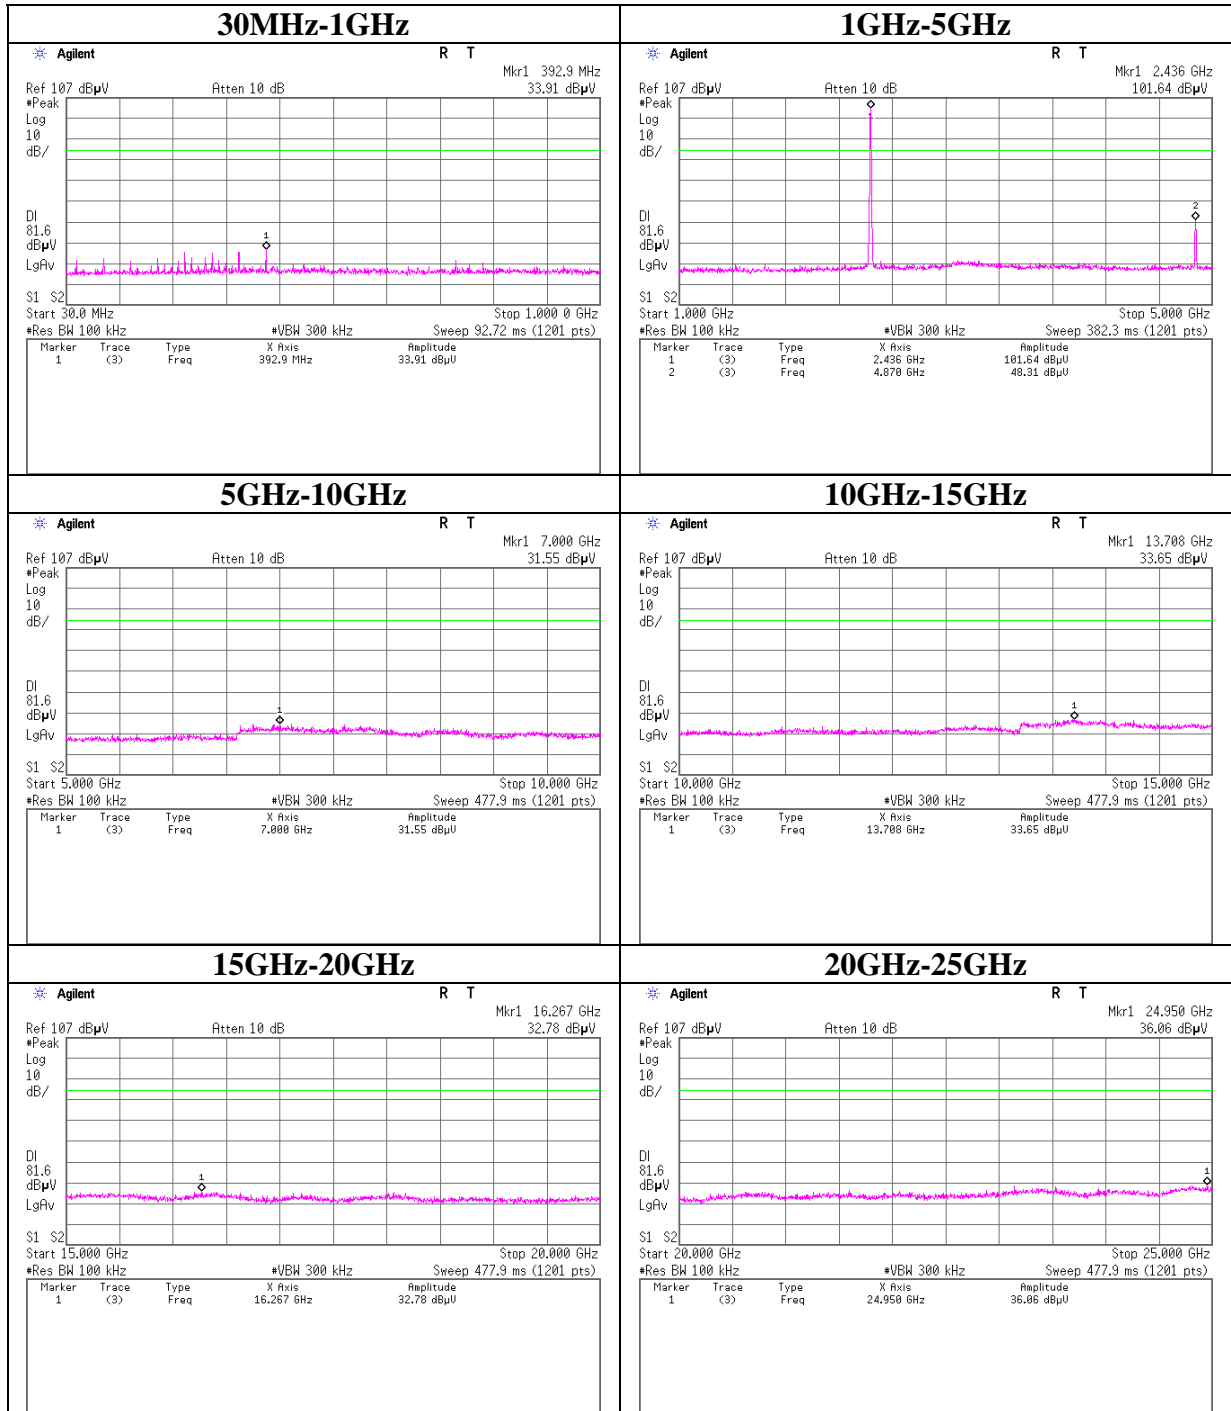 30MHz-1GHz
Agilent R T
Mkr1 392.9 MHz
Ref 107 dBµV Atten 10 dB 33.91 dBµV
#Peak
Log
10
dB/
1
DI
81.6
dBµV
LgAv
S1 S2
Start 30.0 MHz Stop 1.000 0 GHz
#Res BW 100 kHz #VBW 300 kHz Sweep 92.72 ms (1201 pts)
Marker Trace Type X Axis Amplitude
1 (3) Freq 392.9 MHz 33.91 dBµV
1GHz-5GHz
Agilent R T
Mkr1 2.436 GHz
Ref 107 dBµV Atten 10 dB 101.64 dBµV
#Peak
Log
10
dB/
1
2
DI
81.6
dBµV
LgAv
S1 S2
Start 1.000 GHz Stop 5.000 GHz
#Res BW 100 kHz #VBW 300 kHz Sweep 382.3 ms (1201 pts)
Marker Trace Type X Axis Amplitude
1 (3) Freq 2.436 GHz 101.64 dBµV
2 (3) Freq 4.870 GHz 48.31 dBµV
5GHz-10GHz
Agilent R T
Mkr1 7.000 GHz
Ref 107 dBµV Atten 10 dB 31.55 dBµV
#Peak
Log
10
dB/
DI
81.6
dBµV
1
LgAv
S1 S2
Start 5.000 GHz Stop 10.000 GHz
#Res BW 100 kHz #VBW 300 kHz Sweep 477.9 ms (1201 pts)
Marker Trace Type X Axis Amplitude
1 (3) Freq 7.000 GHz 31.55 dBµV
10GHz-15GHz
Agilent R T
Mkr1 13.708 GHz
Ref 107 dBµV Atten 10 dB 33.65 dBµV
#Peak
Log
10
dB/
DI
81.6
1
dBµV
LgAv
S1 S2
Start 10.000 GHz Stop 15.000 GHz
#Res BW 100 kHz #VBW 300 kHz Sweep 477.9 ms (1201 pts)
Marker Trace Type X Axis Amplitude
1 (3) Freq 13.708 GHz 33.65 dBµV
15GHz-20GHz
Agilent R T
Mkr1 16.267 GHz
Ref 107 dBµV Atten 10 dB 32.78 dBµV
#Peak
Log
10
dB/
DI
81.6
1
dBµV
LgAv
S1 S2
Start 15.000 GHz Stop 20.000 GHz
#Res BW 100 kHz #VBW 300 kHz Sweep 477.9 ms (1201 pts)
Marker Trace Type X Axis Amplitude
1 (3) Freq 16.267 GHz 32.78 dBµV
20GHz-25GHz
Agilent R T
Mkr1 24.950 GHz
Ref 107 dBµV Atten 10 dB 36.06 dBµV
#Peak
Log
10
dB/
DI
81.6
1
dBµV
LgAv
S1 S2
Start 20.000 GHz Stop 25.000 GHz
#Res BW 100 kHz #VBW 300 kHz Sweep 477.9 ms (1201 pts)
Marker Trace Type X Axis Amplitude
1 (3) Freq 24.950 GHz 36.06 dBµV